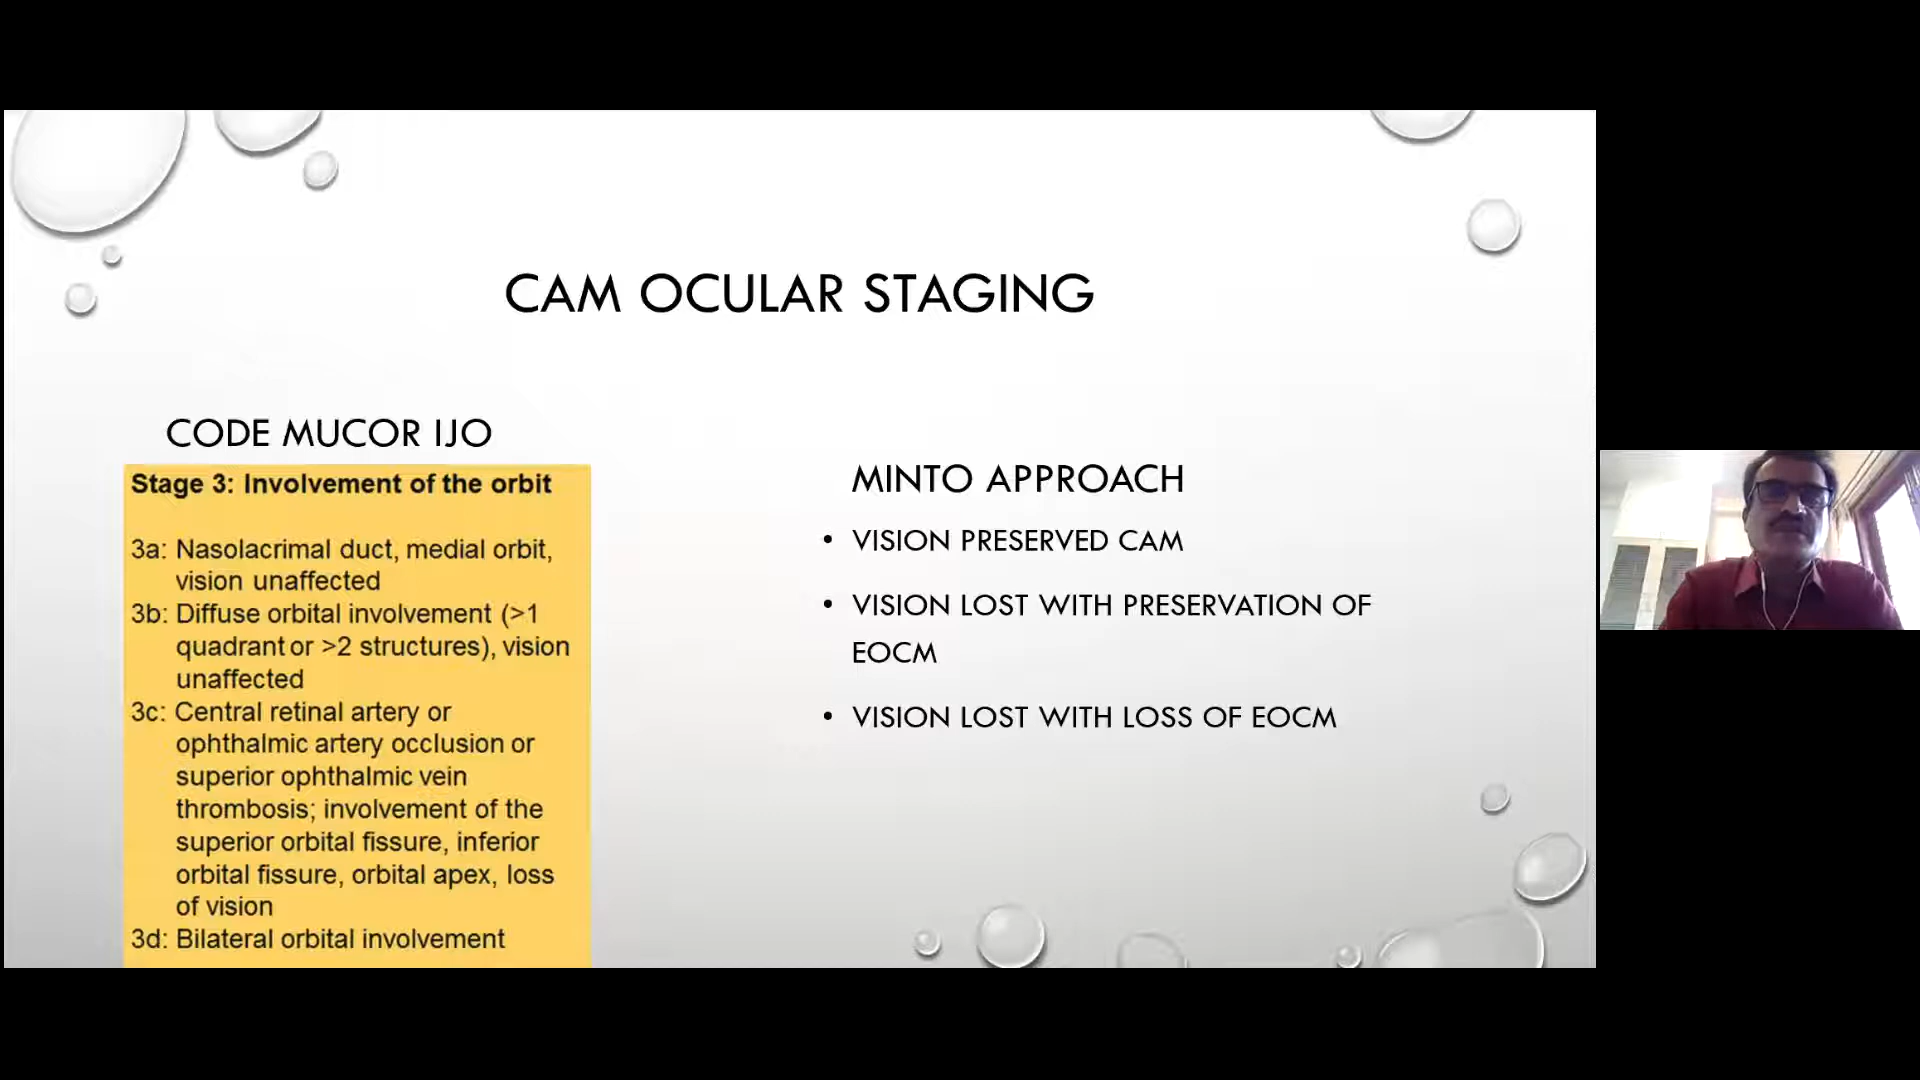 CAM OCULAR STAGING
CODE MUCOR IJO
Stage 3: Involvement of the orbit
3a: Nasolacrimal duct, medial orbit,
vision unaffected
3b: Diffuse orbital involvement (>1
quadrant or >2 structures), vision
unaffected
3c: Central retinal artery or
ophthalmic artery occlusion or
superior ophthalmic vein
thrombosis; involvement of the
superior orbital fissure, inferior
orbital fissure, orbital apex, loss
of vision
3d: Bilateral orbital involvement
MINTO APPROACH
• VISION PRESERVED CAM
• VISION LOST WITH PRESERVATION OF
EOCM
• VISION LOST WITH LOSS OF EOCM